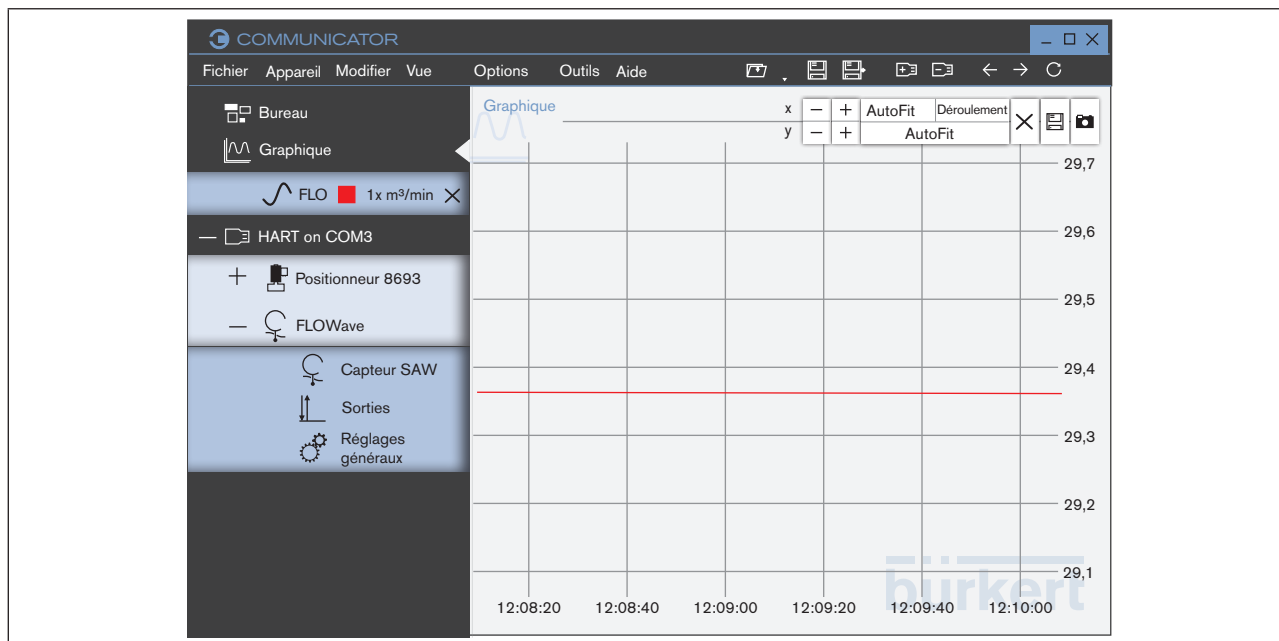 COMMUNICATOR
Fichier Appareil Modifier Vue Options Outils Aide
Bureau
Graphique
FLO 1x m³/min
HART on COM3
Positionneur 8693
FLOWave
Capteur SAW
Sorties
Réglages
généraux
Graphique
x − + AutoFit Déroulement
y − + AutoFit
29,7
29,6
29,5
29,4
29,3
29,2
29,1
bürkert
12:08:20 12:08:40 12:09:00 12:09:20 12:09:40 12:10:00